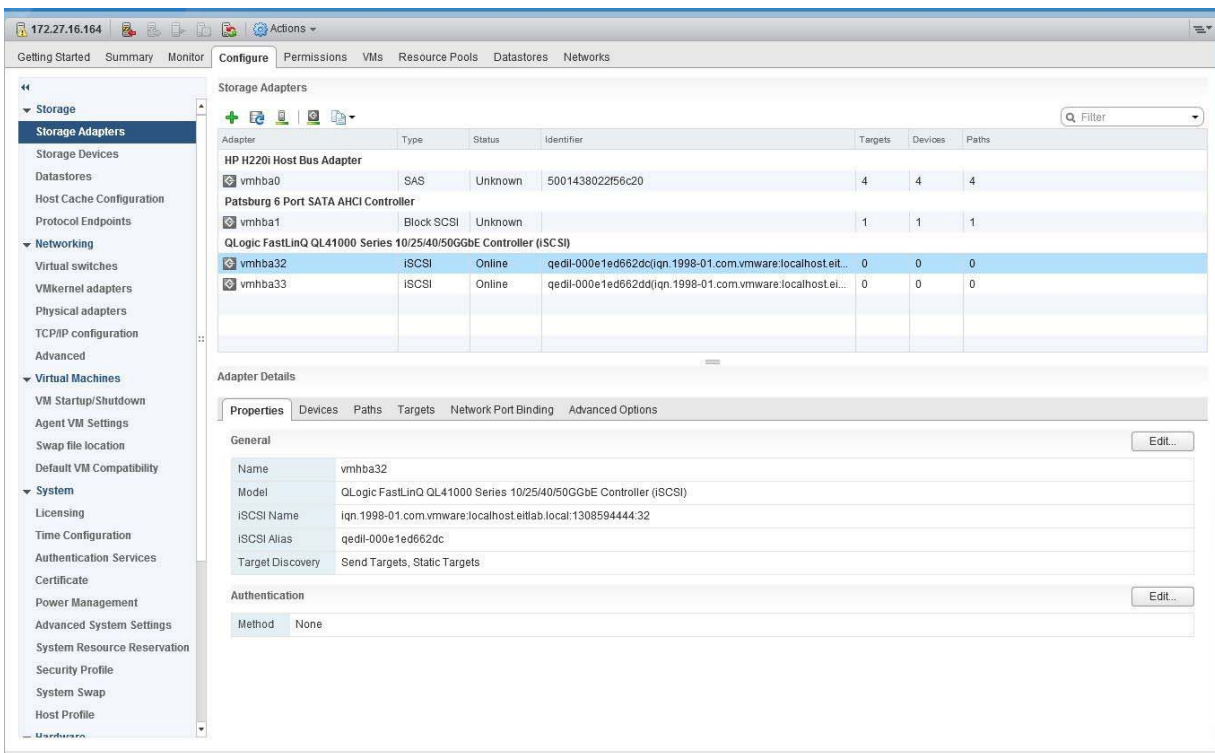 172.27.16.164 Actions
Getting Started Summary Monitor Configure Permissions VMs Resource Pools Datastores Networks
Storage
Storage Adapters
Storage Devices
Datastores
Host Cache Configuration
Protocol Endpoints
Networking
Virtual switches
VMkernel adapters
Physical adapters
TCP/IP configuration
Advanced
Virtual Machines
VM Startup/Shutdown
Agent VM Settings
Swap file location
Default VM Compatibility
System
Licensing
Time Configuration
Authentication Services
Certificate
Power Management
Advanced System Settings
System Resource Reservation
Security Profile
System Swap
Host Profile
Hardware
Storage Adapters
Filter
Adapter Type Status Identifier Targets Devices Paths
HP H220i Host Bus Adapter
vmhba0 SAS Unknown 5001438022f56c20 4 4 4
Patsburg 6 Port SATA AHCI Controller
vmhba1 Block SCSI Unknown 1 1 1
QLogic FastLinQ QL41000 Series 10/25/40/50GGbE Controller (iSCSI)
vmhba32 iSCSI Online qedil-000e1ed662dc(iqn.1998-01.com.vmware:localhost.eit... 0 0 0
vmhba33 iSCSI Online qedil-000e1ed662dd(iqn.1998-01.com.vmware:localhost.ei... 0 0 0
Adapter Details
Properties Devices Paths Targets Network Port Binding Advanced Options
General Edit...
Name vmhba32
Model QLogic FastLinQ QL41000 Series 10/25/40/50GGbE Controller (iSCSI)
iSCSI Name iqn.1998-01.com.vmware:localhost.eitlab.local:1308594444:32
iSCSI Alias qedil-000e1ed662dc
Target Discovery Send Targets, Static Targets
Authentication Edit...
Method None